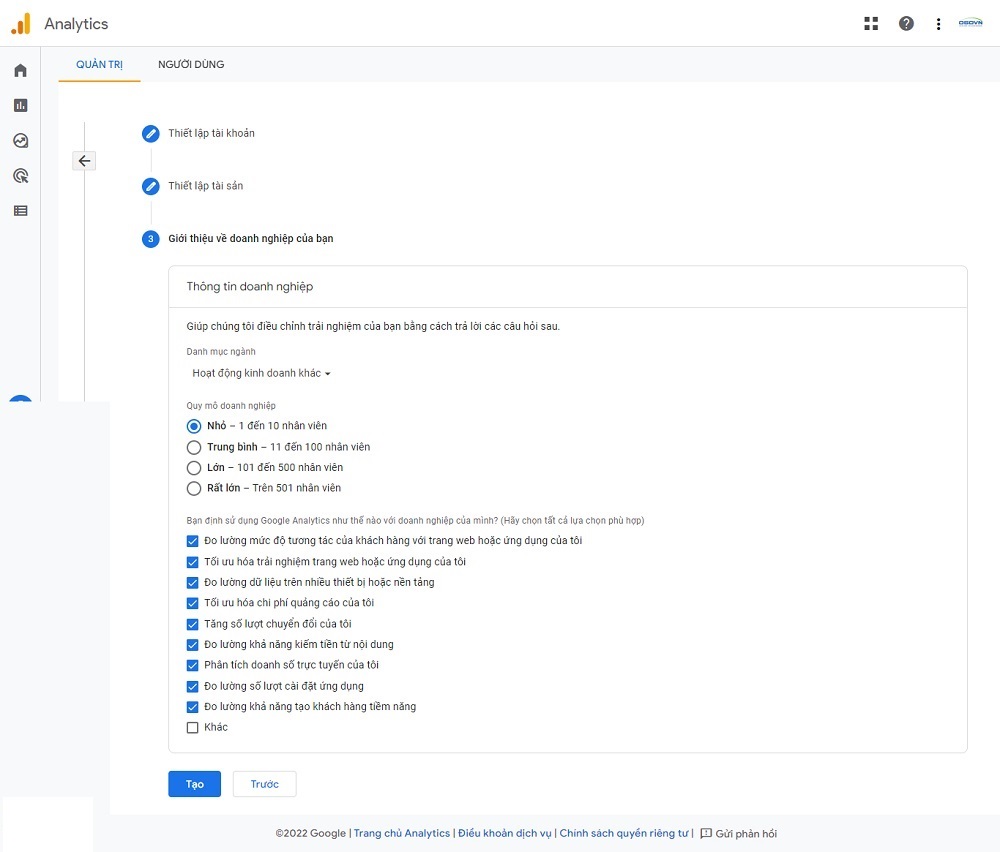 Analytics
OSDVN
QUẢN TRỊ
NGƯỜI DÙNG
Thiết lập tài khoản
Thiết lập tài sản
3 Giới thiệu về doanh nghiệp của bạn
Thông tin doanh nghiệp
Giúp chúng tôi điều chỉnh trải nghiệm của bạn bằng cách trả lời các câu hỏi sau.
Danh mục ngành
Hoạt động kinh doanh khác
Quy mô doanh nghiệp
Nhỏ – 1 đến 10 nhân viên
Trung bình – 11 đến 100 nhân viên
Lớn – 101 đến 500 nhân viên
Rất lớn – Trên 501 nhân viên
Bạn định sử dụng Google Analytics như thế nào với doanh nghiệp của mình? (Hãy chọn tất cả lựa chọn phù hợp)
Đo lường mức độ tương tác của khách hàng với trang web hoặc ứng dụng của tôi
Tối ưu hóa trải nghiệm trang web hoặc ứng dụng của tôi
Đo lường dữ liệu trên nhiều thiết bị hoặc nền tảng
Tối ưu hóa chi phí quảng cáo của tôi
Tăng số lượt chuyển đổi của tôi
Đo lường khả năng kiếm tiền từ nội dung
Phân tích doanh số trực tuyến của tôi
Đo lường số lượt cài đặt ứng dụng
Đo lường khả năng tạo khách hàng tiềm năng
Khác
Tạo
Trước
©2022 Google | Trang chủ Analytics | Điều khoản dịch vụ | Chính sách quyền riêng tư | Gửi phản hồi